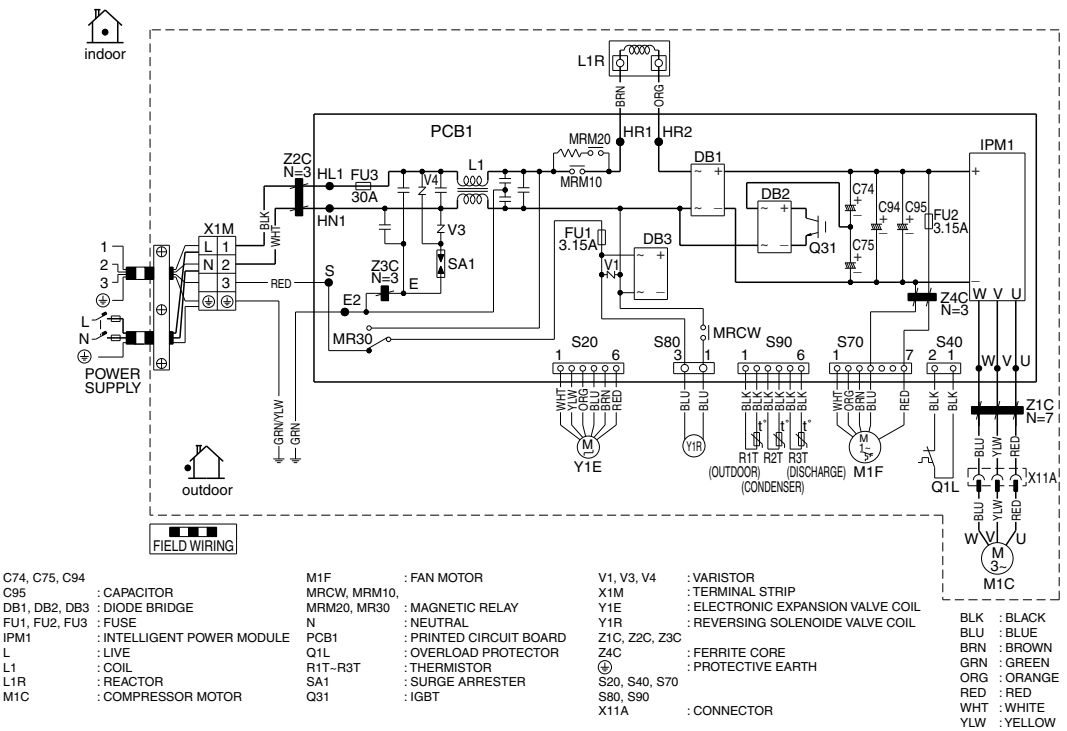 indoor
L1R
BRN
ORG
PCB1
MRM20
HR1
HR2
MRM10
DB1
~ +
~ −
IPM1
+
−
Z2C
N=3
HL1
FU3
30A
V4
L1
HN1
V3
SA1
Z3C
N=3
E
E2
S
BLK
WHT
X1M
L 1
N 2
3
RED
1
2
3
L
N
POWER
SUPPLY
GRN/YLW
GRN
MR30
FU1
3.15A
V1
DB3
~ +
~ −
DB2
~ +
~ −
Q31
C74
C75
C94
C95
FU2
3.15A
Z4C
N=3
W V U
MRCW
S20
1 6
S80
3 1
S90
1 6
S70
1 7
S40
2 1
W V U
Z1C
N=7
WHT
YLW
ORG
BLU
BRN
RED
M
Y1E
BLU
BLU
Y1R
BLK
BLK
BLK
BLK
BLK
BLK
t°
t°
t°
R1T R2T R3T
(OUTDOOR) (DISCHARGE)
(CONDENSER)
WHT
ORG
BRN
BLU
RED
M
1~
M1F
BLK
BLK
Q1L
BLU
YLW
RED
X11A
BLU
YLW
RED
W V U
M
3~
M1C
outdoor
FIELD WIRING
C74, C75, C94
C95 : CAPACITOR
DB1, DB2, DB3 : DIODE BRIDGE
FU1, FU2, FU3 : FUSE
IPM1 : INTELLIGENT POWER MODULE
L : LIVE
L1 : COIL
L1R : REACTOR
M1C : COMPRESSOR MOTOR
M1F : FAN MOTOR
MRCW, MRM10,
MRM20, MR30 : MAGNETIC RELAY
N : NEUTRAL
PCB1 : PRINTED CIRCUIT BOARD
Q1L : OVERLOAD PROTECTOR
R1T~R3T : THERMISTOR
SA1 : SURGE ARRESTER
Q31 : IGBT
V1, V3, V4 : VARISTOR
X1M : TERMINAL STRIP
Y1E : ELECTRONIC EXPANSION VALVE COIL
Y1R : REVERSING SOLENOIDE VALVE COIL
Z1C, Z2C, Z3C
Z4C : FERRITE CORE
: PROTECTIVE EARTH
S20, S40, S70
S80, S90
X11A : CONNECTOR
BLK : BLACK
BLU : BLUE
BRN : BROWN
GRN : GREEN
ORG : ORANGE
RED : RED
WHT : WHITE
YLW : YELLOW